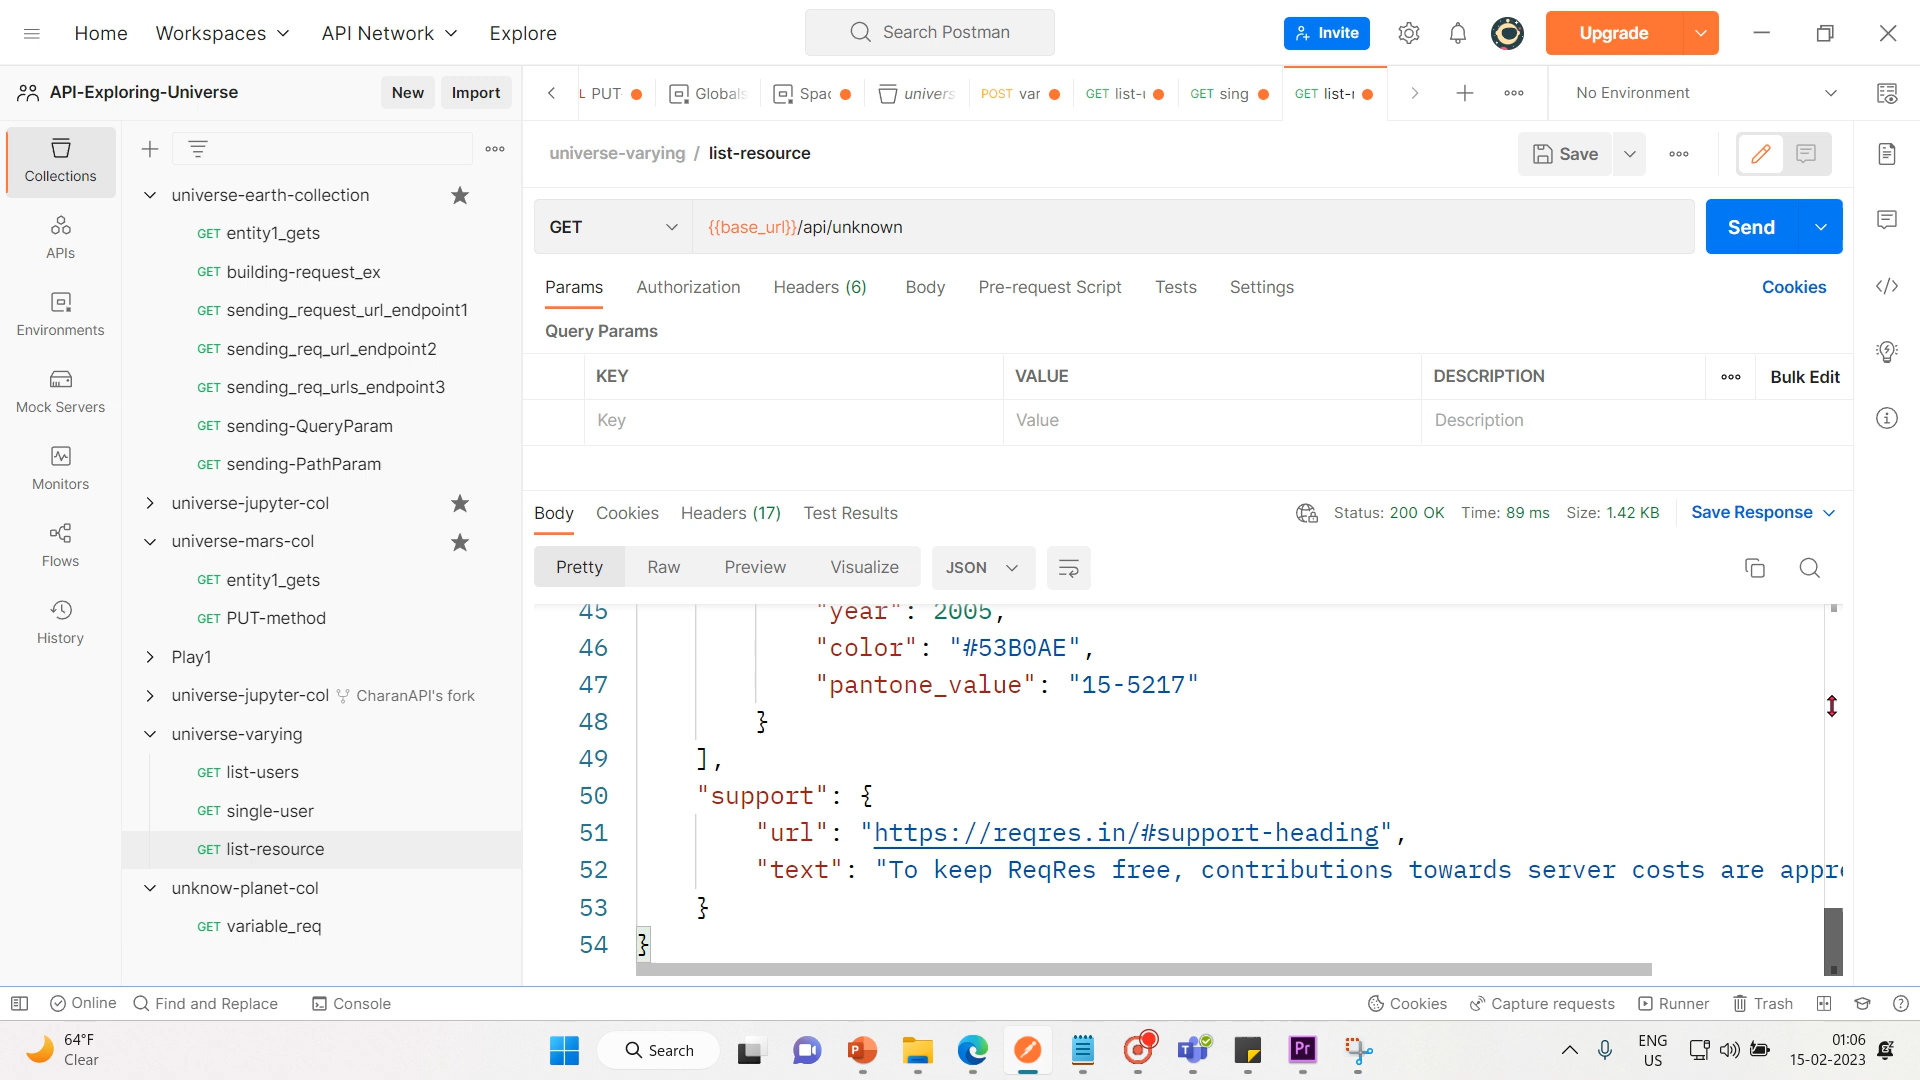 Home Workspaces API Network Explore Search Postman Invite Upgrade
API-Exploring-Universe New Import PUT Globals Spac univers POST var GET list-u GET sing GET list-r No Environment
universe-varying / list-resource Save
Collections
APIs
Environments
Mock Servers
Monitors
Flows
History
universe-earth-collection
GET entity1_gets
GET building-request_ex
GET sending_request_url_endpoint1
GET sending_req_url_endpoint2
GET sending_req_urls_endpoint3
GET sending-QueryParam
GET sending-PathParam
universe-jupyter-col
universe-mars-col
GET entity1_gets
GET PUT-method
Play1
universe-jupyter-col CharanAPI's fork
universe-varying
GET list-users
GET single-user
GET list-resource
unknow-planet-col
GET variable_req
GET {{base_url}}/api/unknown Send
Params Authorization Headers (6) Body Pre-request Script Tests Settings Cookies
Query Params
KEY VALUE DESCRIPTION Bulk Edit
Key Value Description
Body Cookies Headers (17) Test Results Status: 200 OK Time: 89 ms Size: 1.42 KB Save Response
Pretty Raw Preview Visualize JSON
45 "year": 2005,
46 "color": "#53B0AE",
47 "pantone_value": "15-5217"
48 }
49 ],
50 "support": {
51 "url": "https://reqres.in/#support-heading",
52 "text": "To keep ReqRes free, contributions towards server costs are appre
53 }
54 }
Online Find and Replace Console Cookies Capture requests Runner Trash
64°F
Clear
Search
ENG
US
01:06
15-02-2023